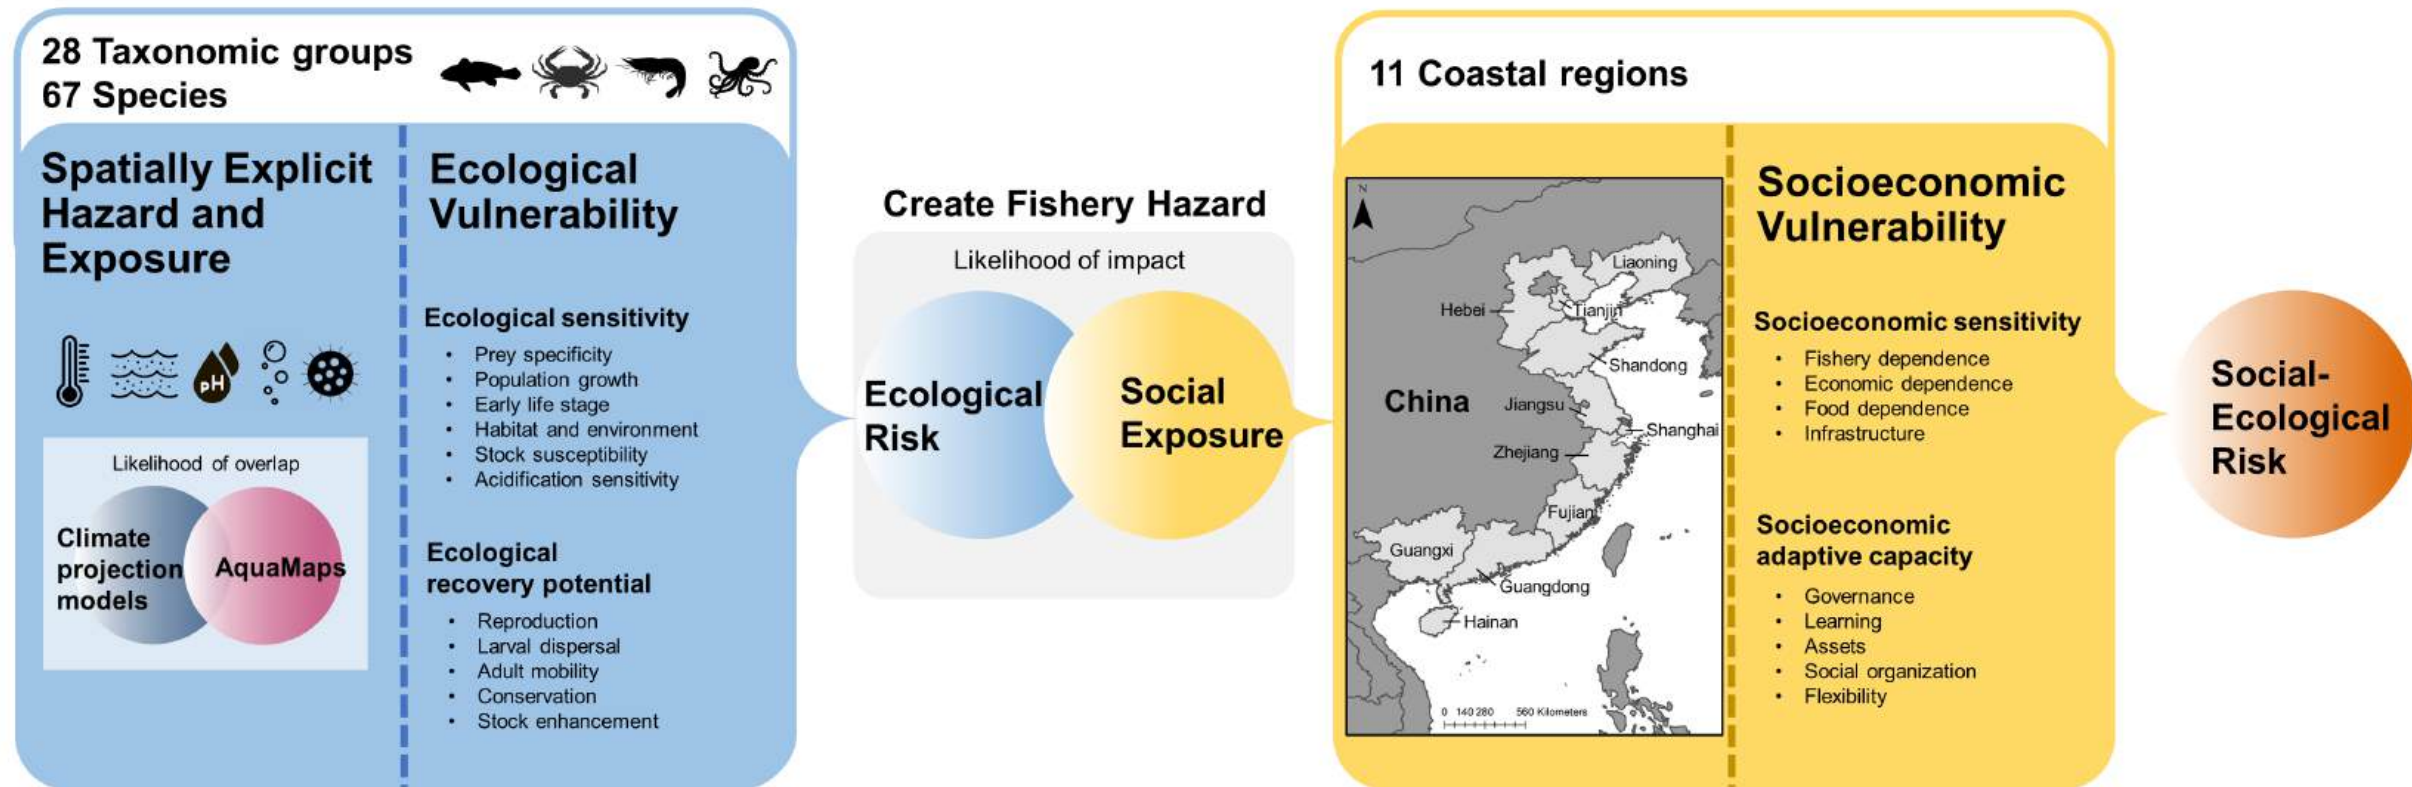 28 Taxonomic groups
67 Species
Spatially Explicit
Hazard and
Exposure
pH
Likelihood of overlap
Climate
projection
models
AquaMaps
Ecological
Vulnerability
Ecological sensitivity
• Prey specificity
• Population growth
• Early life stage
• Habitat and environment
• Stock susceptibility
• Acidification sensitivity
Ecological
recovery potential
• Reproduction
• Larval dispersal
• Adult mobility
• Conservation
• Stock enhancement
Create Fishery Hazard
Likelihood of impact
Ecological
Risk
Social
Exposure
11 Coastal regions
N
Liaoning
Hebei
Tianjin
Shandong
China
Jiangsu
Shanghai
Zhejiang
Fujian
Guangxi
Guangdong
Hainan
0 140 280 560 Kilometers
Socioeconomic
Vulnerability
Socioeconomic sensitivity
• Fishery dependence
• Economic dependence
• Food dependence
• Infrastructure
Socioeconomic
adaptive capacity
• Governance
• Learning
• Assets
• Social organization
• Flexibility
Social-
Ecological
Risk